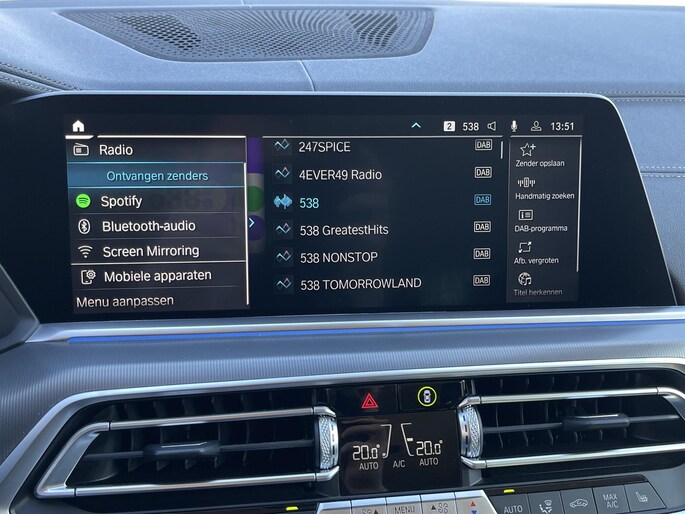 2 538 13:51
Radio
Ontvangen zenders
Spotify
Bluetooth-audio
Screen Mirroring
Mobiele apparaten
Menu aanpassen
247SPICE DAB
4EVER49 Radio DAB
538 DAB
538 GreatestHits DAB
538 NONSTOP DAB
538 TOMORROWLAND DAB
Zender opslaan
Handmatig zoeken
DAB-programma
Afb. vergroten
Titel herkennen
20.0 20.0
AUTO A/C AUTO
MENU
AUTO
MAX
A/C